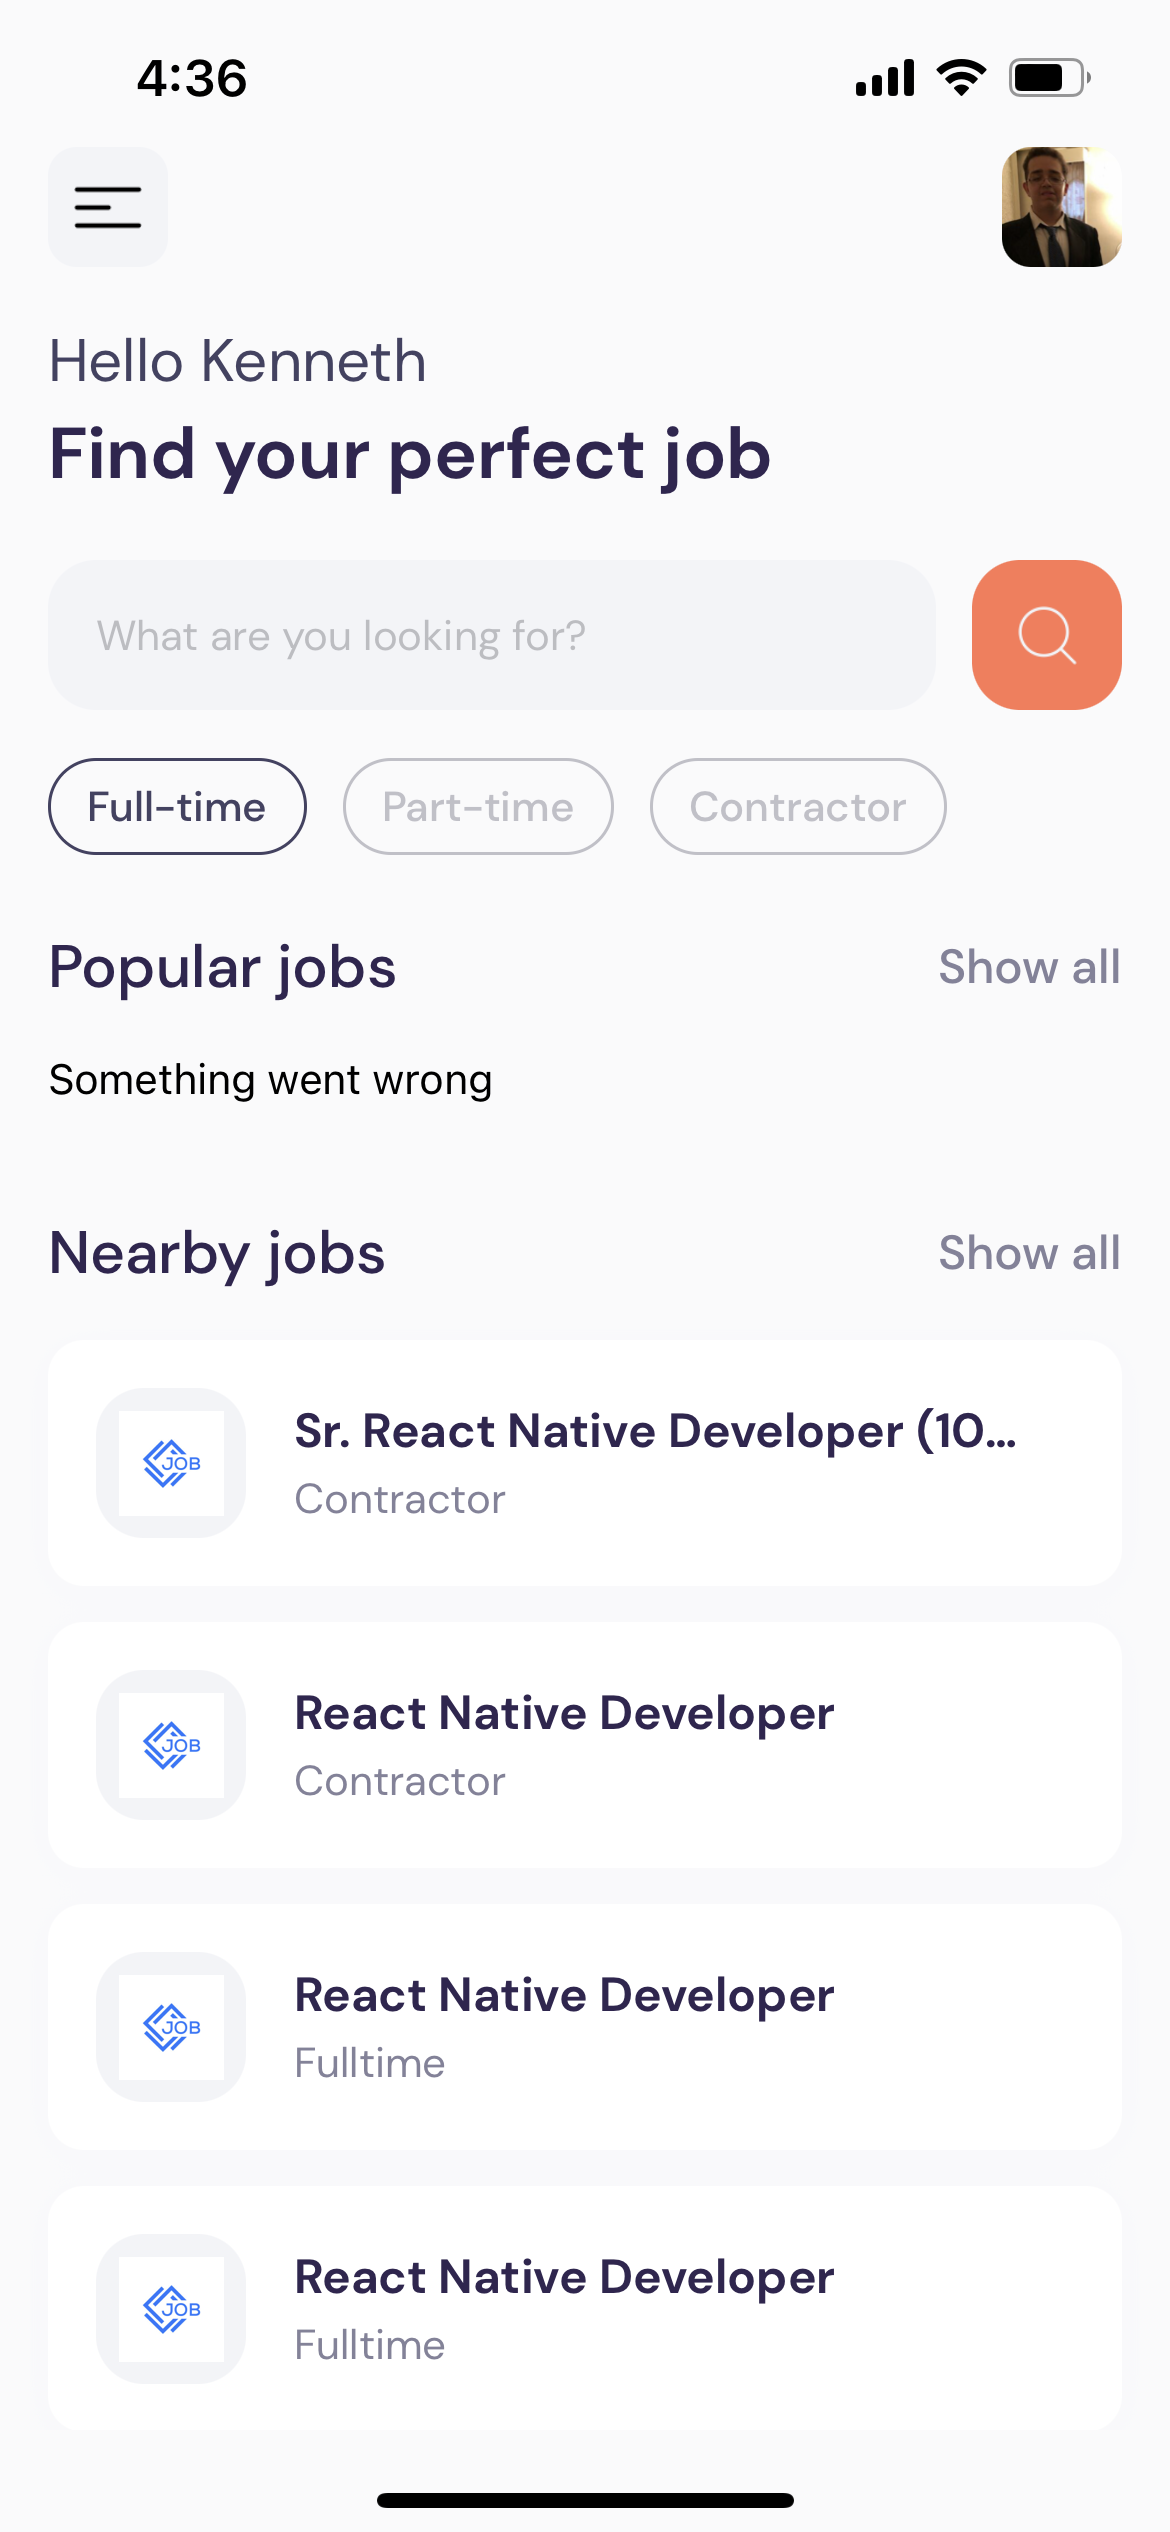 4:36
Hello Kenneth
Find your perfect job
What are you looking for?
Full-time Part-time Contractor
Popular jobs Show all
Something went wrong
Nearby jobs Show all
JOB
Sr. React Native Developer (10...
Contractor
JOB
React Native Developer
Contractor
JOB
React Native Developer
Fulltime
JOB
React Native Developer
Fulltime